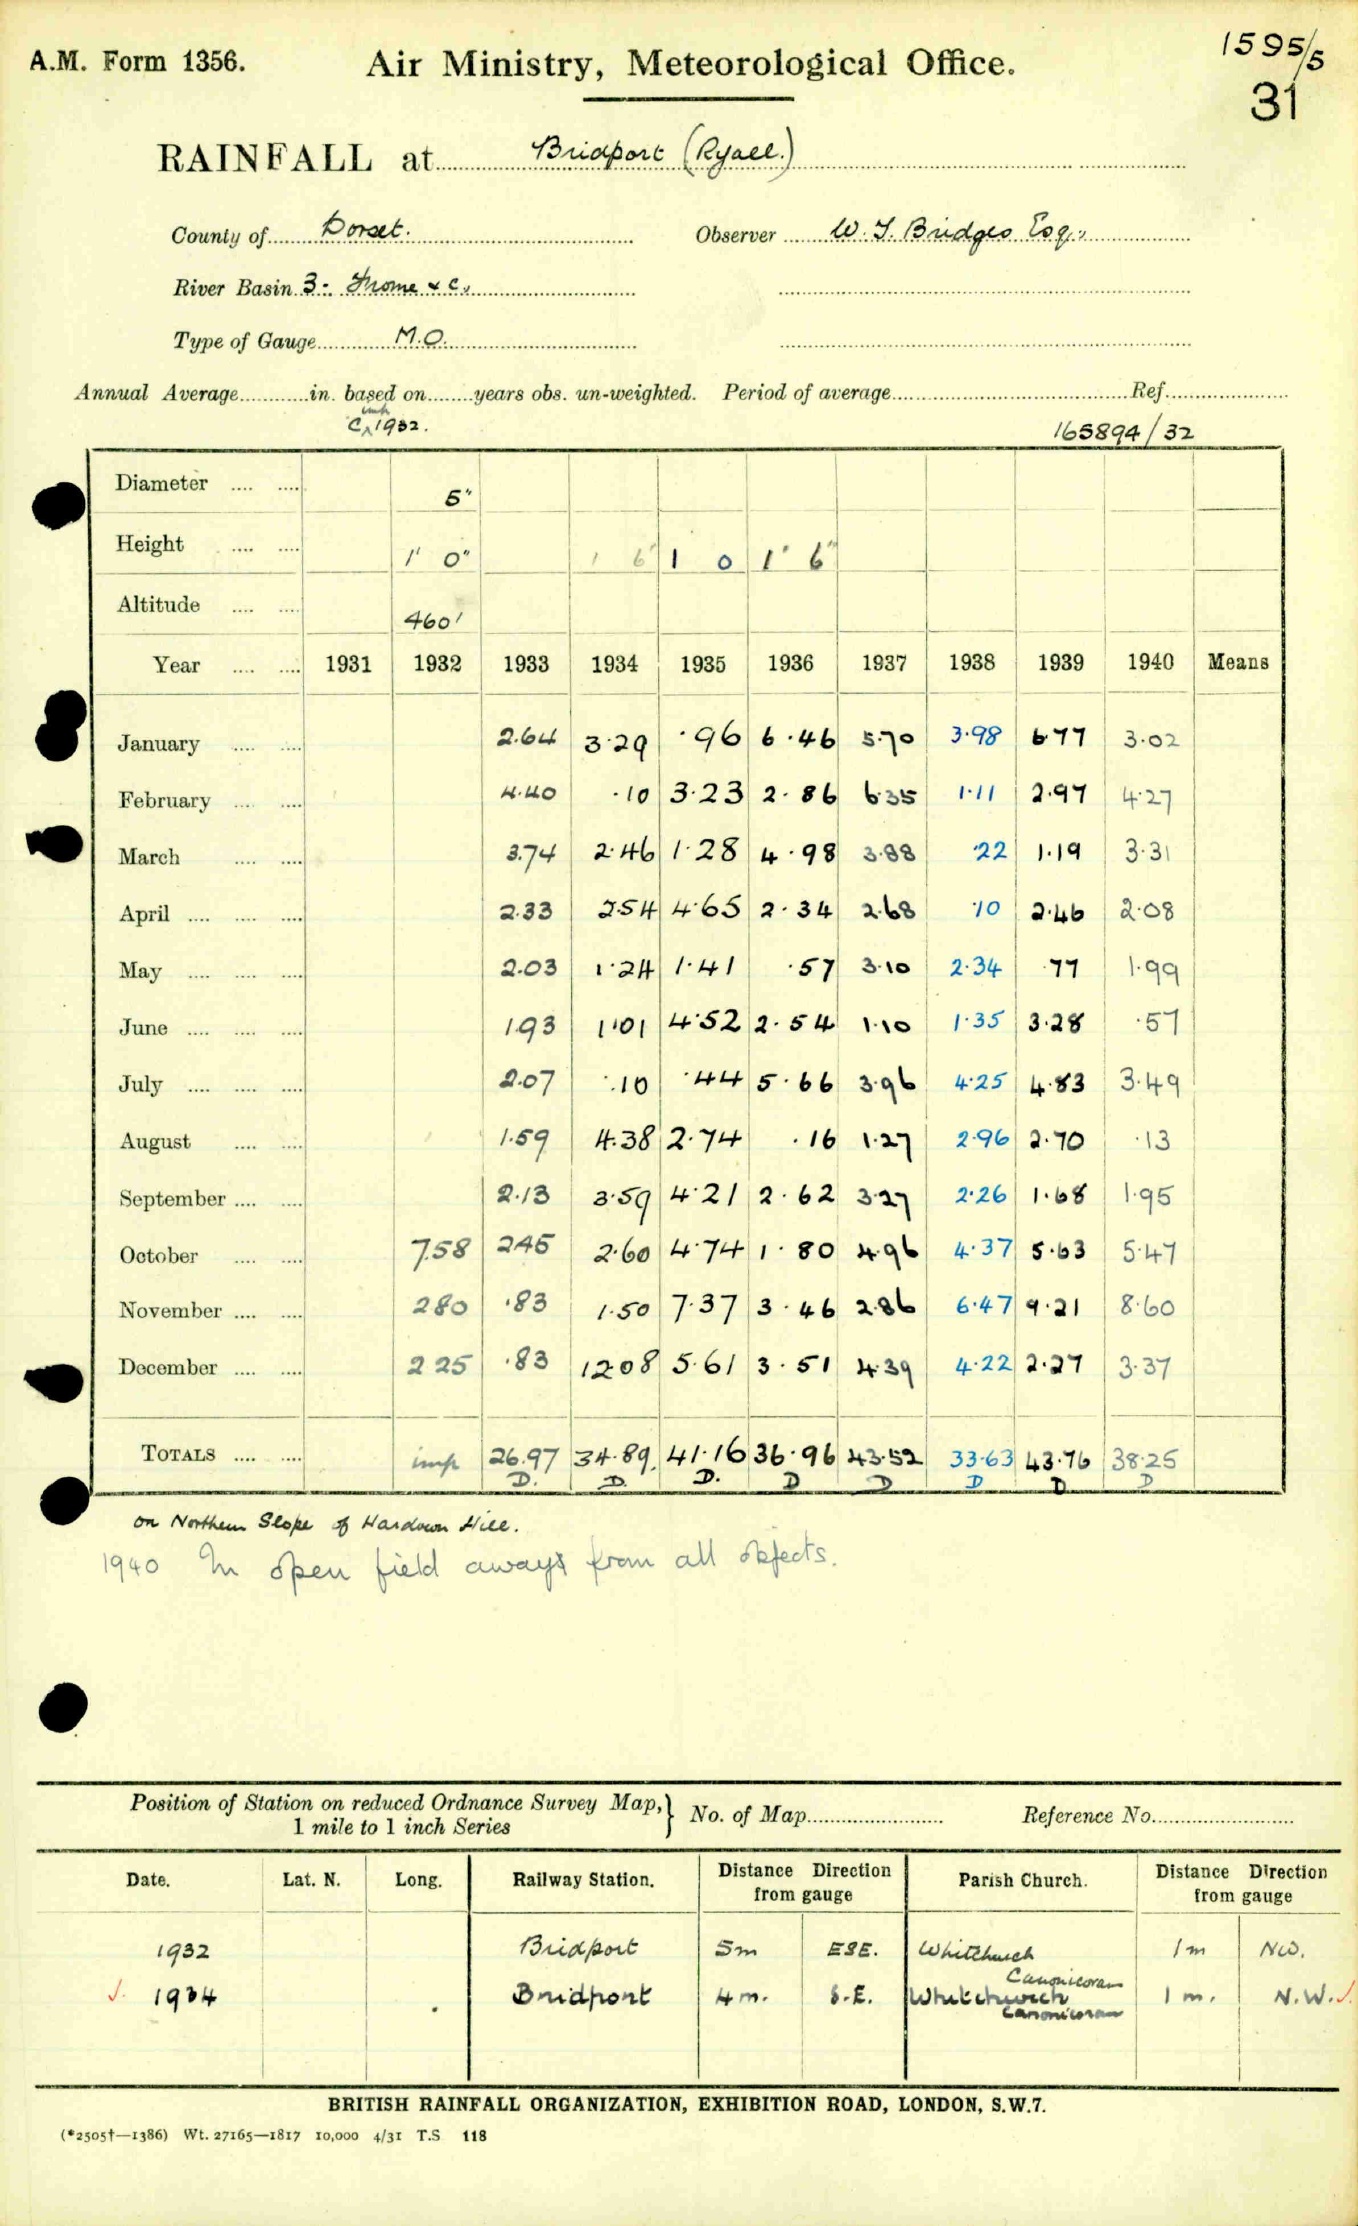 A.M. Form 1356. Air Ministry, Meteorological Office. 1595/5
31
RAINFALL at Bridport (Ryall.)
County of Dorset. Observer W. J. Bridges Esq.,
River Basin 3:- Frome & c.
Type of Gauge M.O.
Annual Average in. based on years obs. un-weighted. Period of average Ref.
C imp 1932. 165894/32
Diameter .... .... 5"
Height .... .... 1' 0" 1 6" 1 0 1' 6"
Altitude .... .... 460'
Year .... .... 1931 1932 1933 1934 1935 1936 1937 1938 1939 1940 Means
January .... .... 2.64 3.29 .96 6.46 5.70 3.98 6.77 3.02
February .... .... 4.40 .10 3.23 2.86 6.35 1.11 2.97 4.27
March .... .... 3.74 2.46 1.28 4.98 3.88 .22 1.19 3.31
April .... .... .... 2.33 2.54 4.65 2.34 2.68 .10 2.46 2.08
May .... .... .... 2.03 1.24 1.41 .57 3.10 2.34 .77 1.99
June .... .... .... 1.93 1.01 4.52 2.54 1.10 1.35 3.28 .57
July .... .... .... 2.07 .10 .44 5.66 3.96 4.25 4.83 3.49
August .... .... 1.59 4.38 2.74 .16 1.27 2.96 2.70 .13
September .... .... 2.13 3.59 4.21 2.62 3.27 2.26 1.68 1.95
October .... .... 7.58 2.45 2.60 4.74 1.80 4.96 4.37 5.63 5.47
November .... .... 2.80 .83 1.50 7.37 3.46 2.86 6.47 9.21 8.60
December .... .... 2.25 .83 12.08 5.61 3.51 4.39 4.22 2.27 3.37
TOTALS .... .... imp 26.97 34.89. 41.16 36.96 43.52 33.63 43.76 38.25
D. D. D. D D D D D
on Northern Slope of Hardown Hill.
1940 In open field aways from all objects.
Position of Station on reduced Ordnance Survey Map,} No. of Map Reference No.
1 mile to 1 inch Series
Date. Lat. N. Long. Railway Station. Distance Direction from gauge Parish Church. Distance Direction from gauge
1932 Bridport 5m ESE. Whitchurch Canonicorum 1m NW.
✓. 1934 Bridport 4m. S.E. Whitchurch Canonicorum 1m. N.W. ✓.
BRITISH RAINFALL ORGANIZATION, EXHIBITION ROAD, LONDON, S.W.7.
(*2505†—1386) Wt. 27165—1817 10,000 4/31 T.S 118